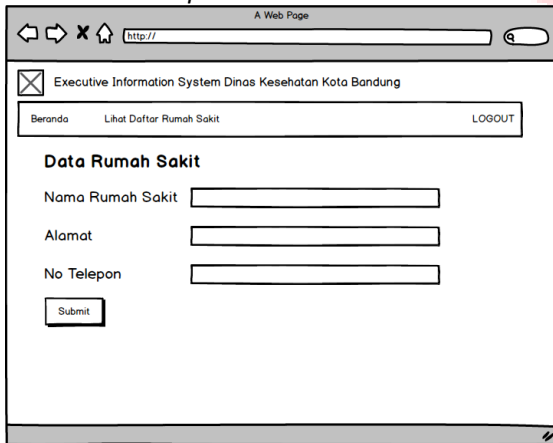 A Web Page
http://
Executive Information System Dinas Kesehatan Kota Bandung
Beranda Lihat Daftar Rumah Sakit LOGOUT
Data Rumah Sakit
Nama Rumah Sakit
Alamat
No Telepon
Submit